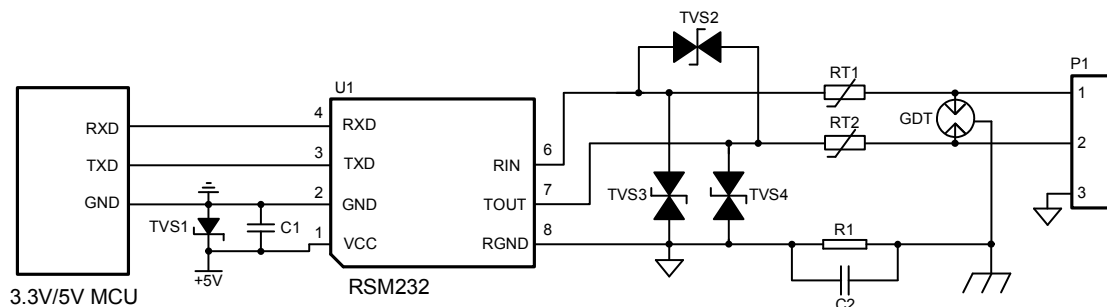 TVS2
P1
U1
RT1
1
4
RXD
RXD
GDT
RT2
3
TXD
TXD
6
RIN
2
7
TOUT
TVS3
TVS4
3
GND
2
GND
TVS1
C1
1
VCC
8
RGND
R1
+5V
RSM232
C2
3.3V/5V MCU